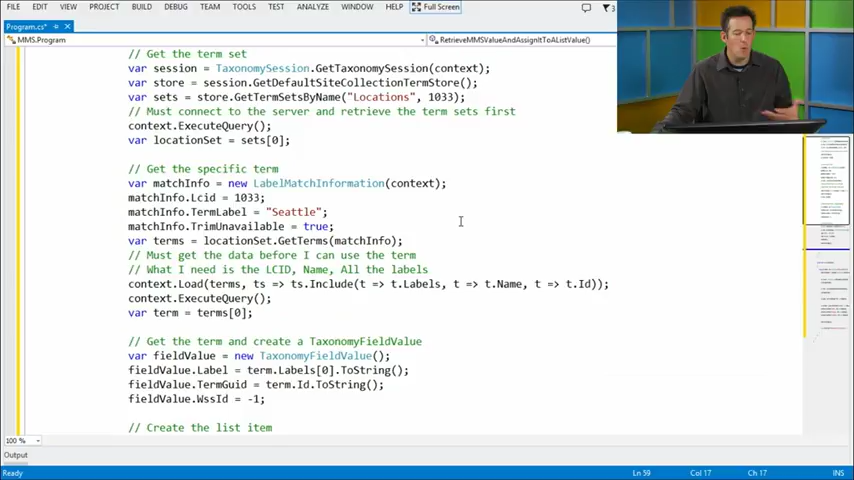 FILE EDIT VIEW PROJECT BUILD DEBUG TEAM TOOLS TEST ANALYZE WINDOW HELP Full Screen 3
Program.cs*
MMS.Program RetrieveMMSValueAndAssignItToAListValue()
// Get the term set
var session = TaxonomySession.GetTaxonomySession(context);
var store = session.GetDefaultSiteCollectionTermStore();
var sets = store.GetTermSetsByName("Locations", 1033);
// Must connect to the server and retrieve the term sets first
context.ExecuteQuery();
var locationSet = sets[0];
// Get the specific term
var matchInfo = new LabelMatchInformation(context);
matchInfo.Lcid = 1033;
matchInfo.TermLabel = "Seattle";
matchInfo.TrimUnavailable = true;
var terms = locationSet.GetTerms(matchInfo);
// Must get the data before I can use the term
// What I need is the LCID, Name, All the labels
context.Load(terms, ts => ts.Include(t => t.Labels, t => t.Name, t => t.Id));
context.ExecuteQuery();
var term = terms[0];
// Get the term and create a TaxonomyFieldValue
var fieldValue = new TaxonomyFieldValue();
fieldValue.Label = term.Labels[0].ToString();
fieldValue.TermGuid = term.Id.ToString();
fieldValue.WssId = -1;
// Create the list item
100 %
Output
Ready Ln 59 Col 17 Ch 17 INS